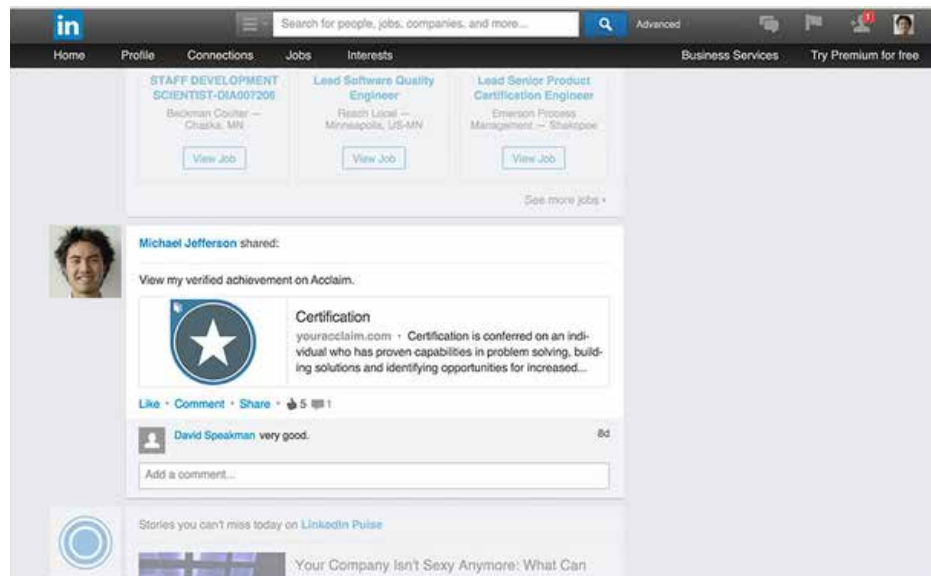 in
Search for people, jobs, companies, and more...
Advanced
1
Home Profile Connections Jobs Interests Business Services Try Premium for free
STAFF DEVELOPMENT
SCIENTIST-DIA007206
Beckman Coulter —
Chaska, MN
View Job
Lead Software Quality
Engineer
Reach Local —
Minneapolis, US-MN
View Job
Lead Senior Product
Certification Engineer
Emerson Process
Management — Shakopee
View Job
See more jobs ▸
Michael Jefferson shared:
View my verified achievement on Acclaim.
Certification
youracclaim.com · Certification is conferred on an indi-
vidual who has proven capabilities in problem solving, build-
ing solutions and identifying opportunities for increased...
Like · Comment · Share · 5 1
David Speakman very good. 8d
Add a comment...
Stories you can't miss today on LinkedIn Pulse
Your Company Isn't Sexy Anymore: What Can